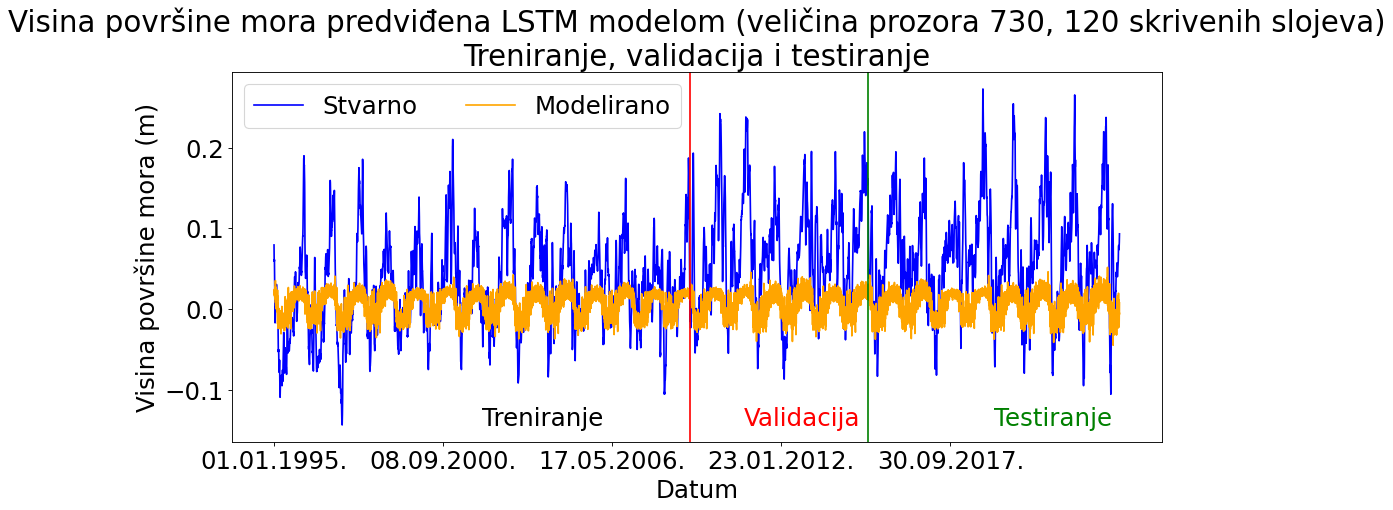 Visina površine mora predviđena LSTM modelom (veličina prozora 730, 120 skrivenih slojeva)
Treniranje, validacija i testiranje
Stvarno
Modelirano
Visina površine mora (m)
0.2
0.1
0.0
−0.1
Treniranje
Validacija
Testiranje
01.01.1995.
08.09.2000.
17.05.2006.
23.01.2012.
30.09.2017.
Datum